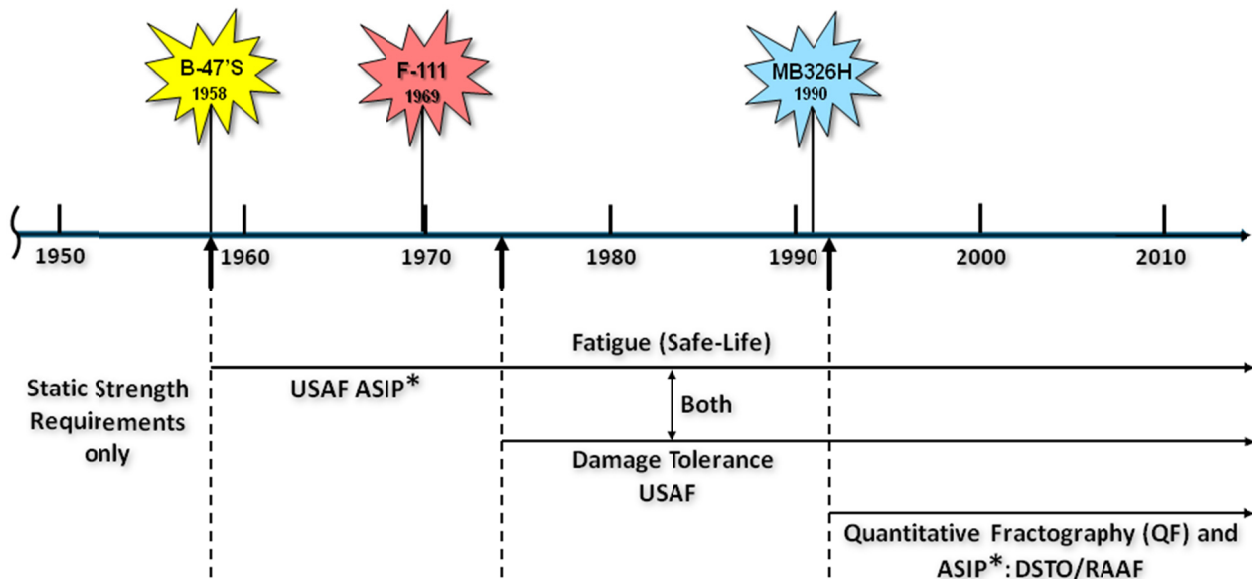 B-47'S
1958
F-111
1969
MB326H
1990
1950
1960
1970
1980
1990
2000
2010
Static Strength
Requirements
only
Fatigue (Safe-Life)
USAF ASIP*
Both
Damage Tolerance
USAF
Quantitative Fractography (QF) and
ASIP*: DSTO/RAAF